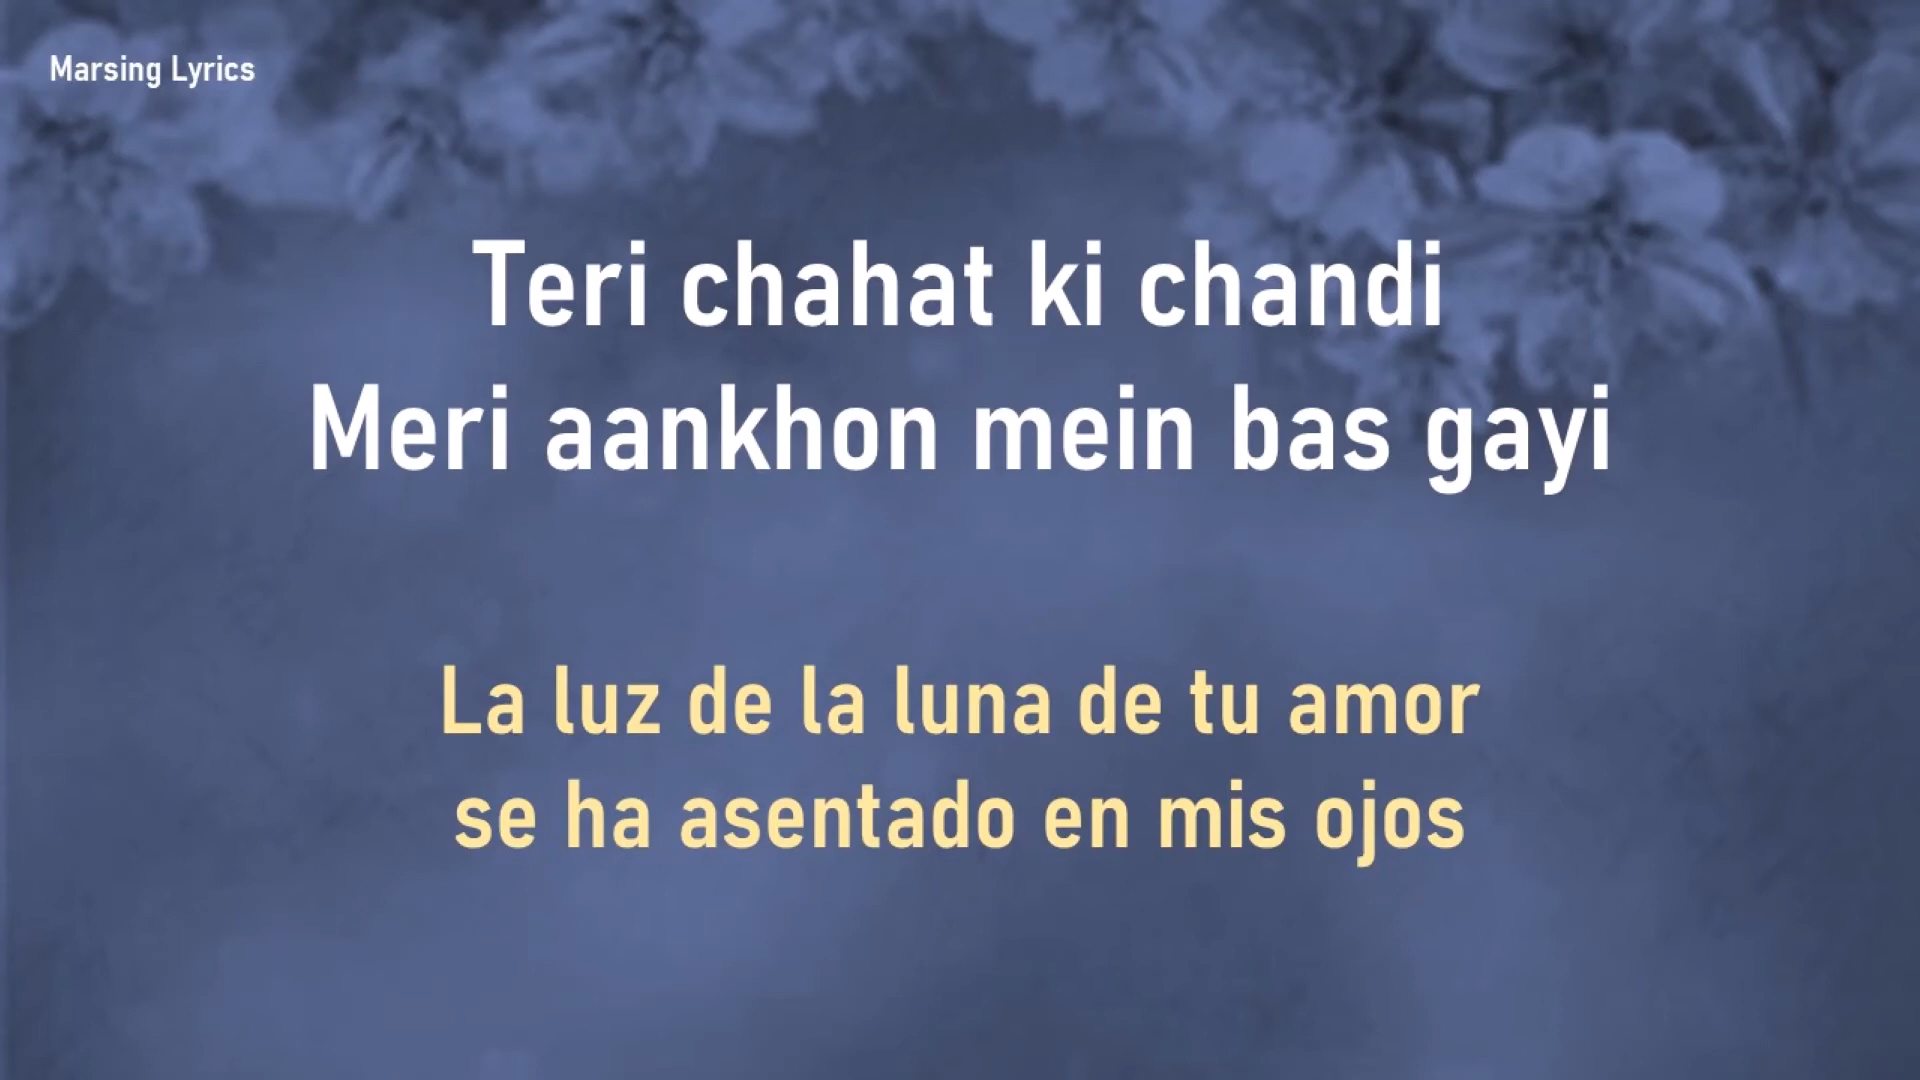 Marsing Lyrics
Teri chahat ki chandi
Meri aankhon mein bas gayi
La luz de la luna de tu amor
se ha asentado en mis ojos